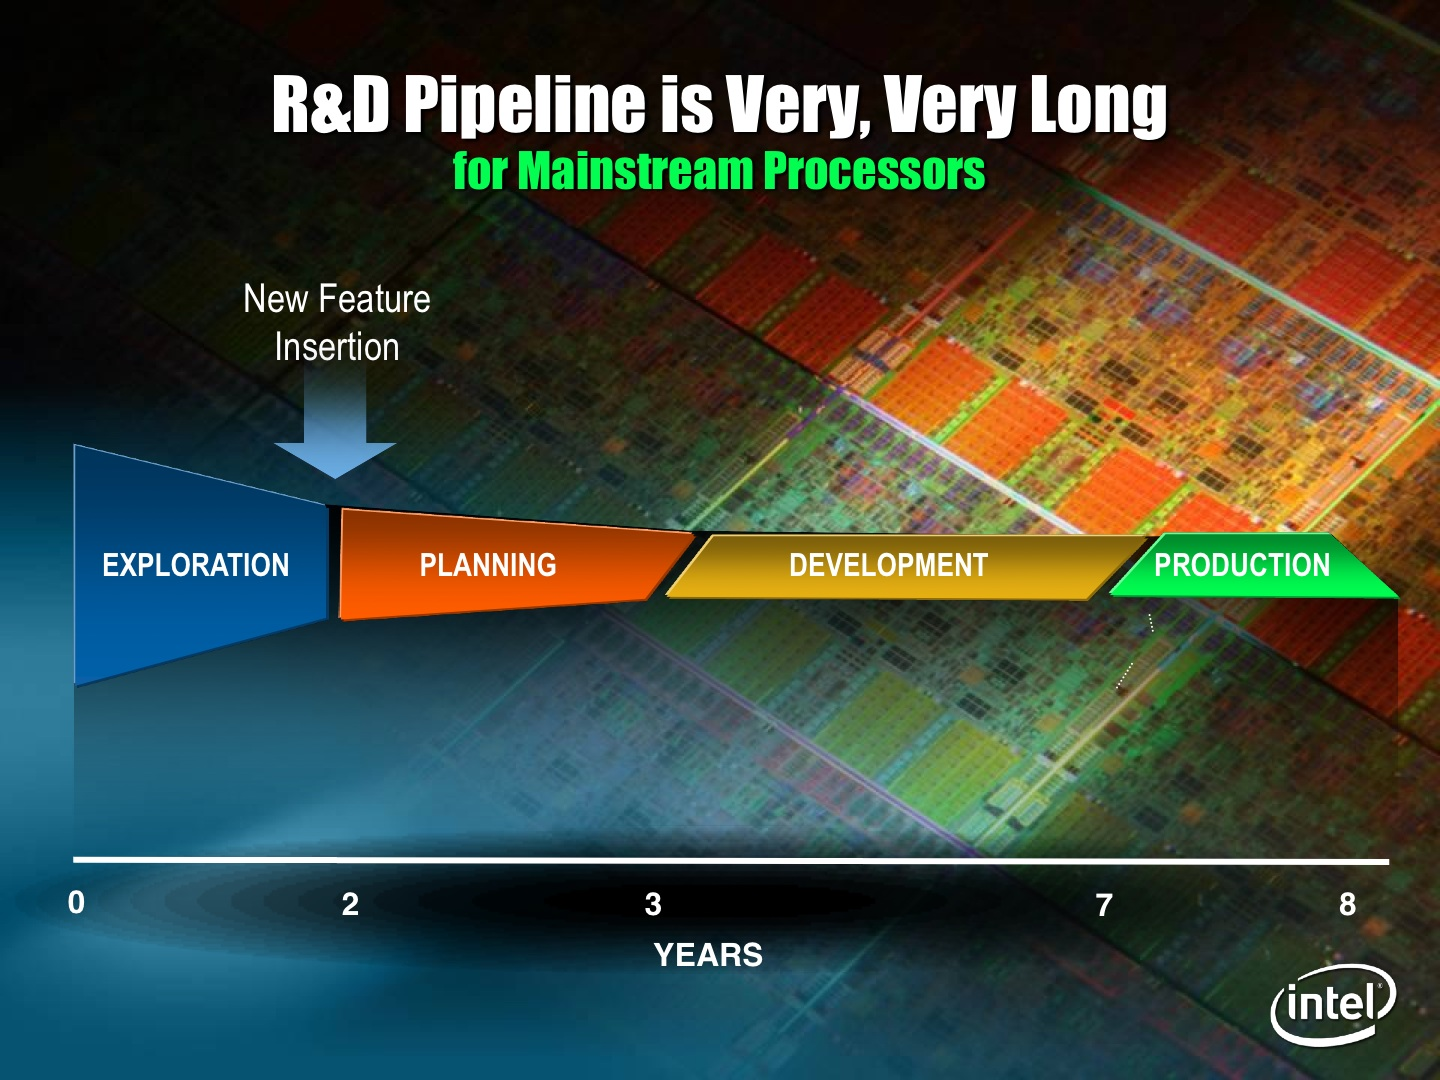 R&D Pipeline is Very, Very Long
for Mainstream Processors
New Feature
Insertion
EXPLORATION
PLANNING
DEVELOPMENT
PRODUCTION
0
2
3
7
8
YEARS
intel®